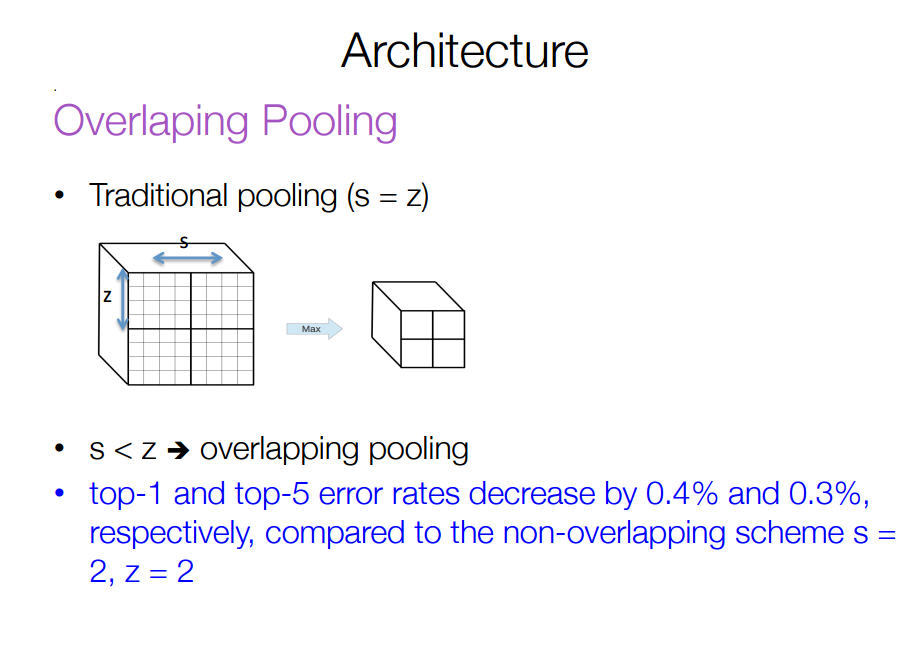 Architecture
Overlaping Pooling
• Traditional pooling (s = z)
s
z
Max
• s < z ➔ overlapping pooling
• top-1 and top-5 error rates decrease by 0.4% and 0.3%,
respectively, compared to the non-overlapping scheme s =
2, z = 2